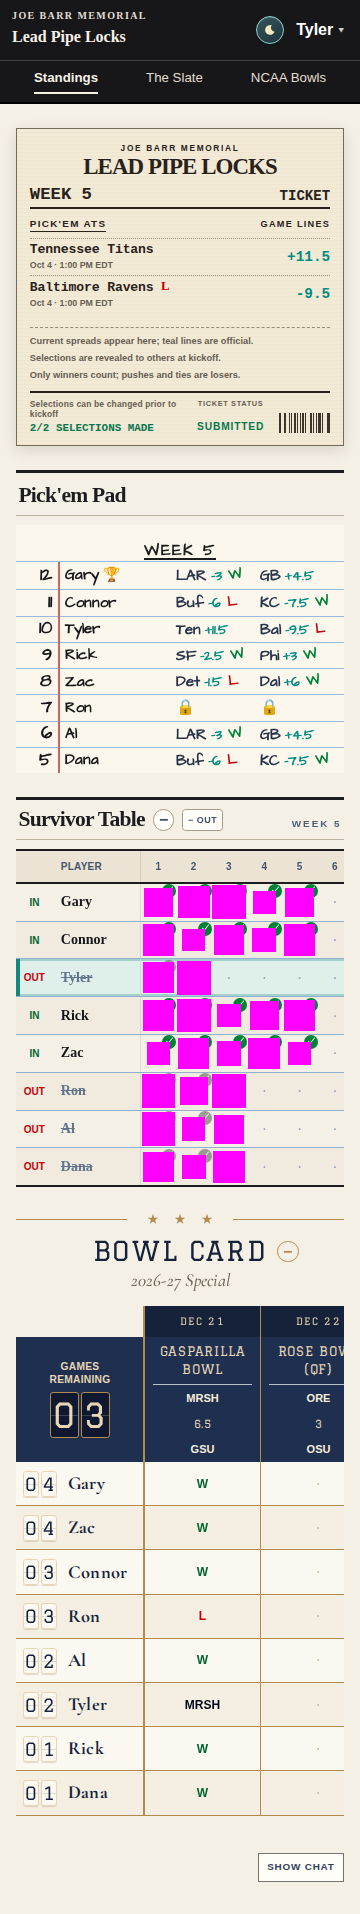 JOE BARR MEMORIAL
Lead Pipe Locks
Tyler ▾
Standings The Slate NCAA Bowls
JOE BARR MEMORIAL
LEAD PIPE LOCKS
WEEK 5 TICKET
PICK'EM ATS GAME LINES
Tennessee Titans +11.5
Oct 4 · 1:00 PM EDT
Baltimore Ravens L -9.5
Oct 4 · 1:00 PM EDT
Current spreads appear here; teal lines are official.
Selections are revealed to others at kickoff.
Only winners count; pushes and ties are losers.
Selections can be changed prior to kickoff TICKET STATUS
2/2 SELECTIONS MADE SUBMITTED
Pick'em Pad
WEEK 5
12 Gary 🏆 LAR -3 W GB +4.5
11 Connor Buf -6 L KC -7.5 W
10 Tyler Ten +11.5 Bal -9.5 L
9 Rick SF -2.5 W Phi +3 W
8 Zac Det -1.5 L Dal +6 W
7 Ron 🔒 🔒
6 Al LAR -3 W GB +4.5
5 Dana Buf -6 L KC -7.5 W
Survivor Table − − OUT WEEK 5
PLAYER 1 2 3 4 5 6
IN Gary ·
IN Connor ·
OUT Tyler · · · ·
IN Rick ·
IN Zac ·
OUT Ron · · ·
OUT Al · · ·
OUT Dana · · ·
★ ★ ★
BOWL CARD −
2026-27 Special
DEC 21 DEC 22
GAMES REMAINING 03 GASPARILLA BOWL ROSE BOW (QF)
MRSH ORE
6.5 3
GSU OSU
04 Gary W ·
04 Zac W ·
03 Connor W ·
03 Ron L ·
02 Al W ·
02 Tyler MRSH ·
01 Rick W ·
01 Dana W ·
SHOW CHAT